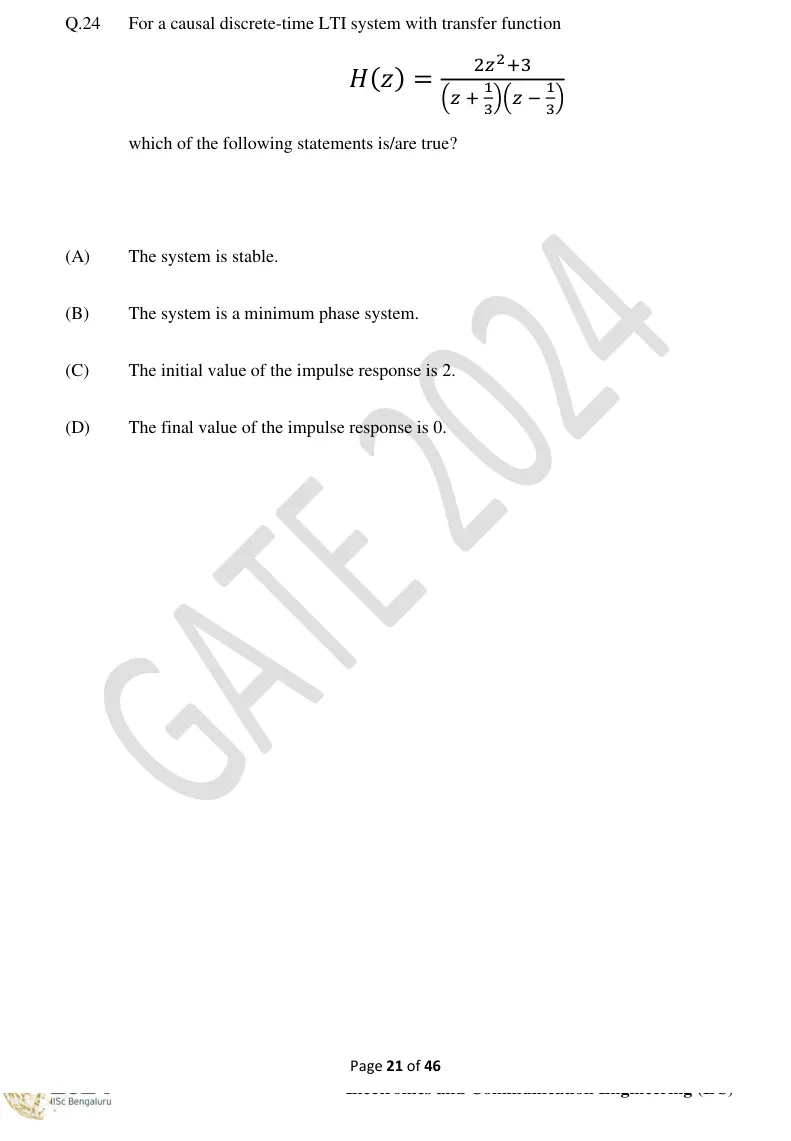 Q.24 For a causal discrete-time LTI system with transfer function
H(z) = (2z²+3) / ((z + 1/3)(z − 1/3))
which of the following statements is/are true?
(A) The system is stable.
(B) The system is a minimum phase system.
(C) The initial value of the impulse response is 2.
(D) The final value of the impulse response is 0.
GATE 2024
Page 21 of 46
IISc Bengaluru